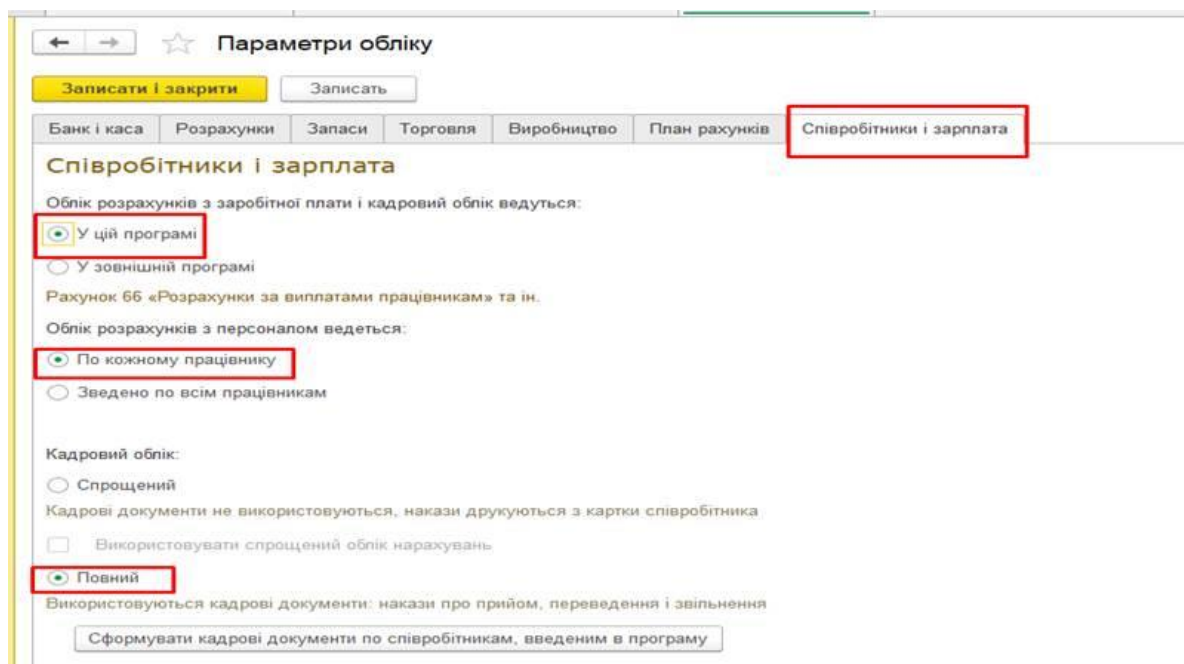 Параметри обліку
Записати і закрити Записать
Банк і каса Розрахунки Запаси Торговля Виробництво План рахунків Співробітники і зарплата
Співробітники і зарплата
Облік розрахунків з заробітної плати і кадровий облік ведуться:
У цій програмі
У зовнішній програмі
Рахунок 66 «Розрахунки за виплатами працівникам» та ін.
Облік розрахунків з персоналом ведеться:
По кожному працівнику
Зведено по всім працівникам
Кадровий облік:
Спрощений
Кадрові документи не використовуються, накази друкуються з картки співробітника
Використовувати спрощений облік нарахувань
Повний
Використовуються кадрові документи: накази про прийом, переведення і звільнення
Сформувати кадрові документи по співробітникам, введеним в програму